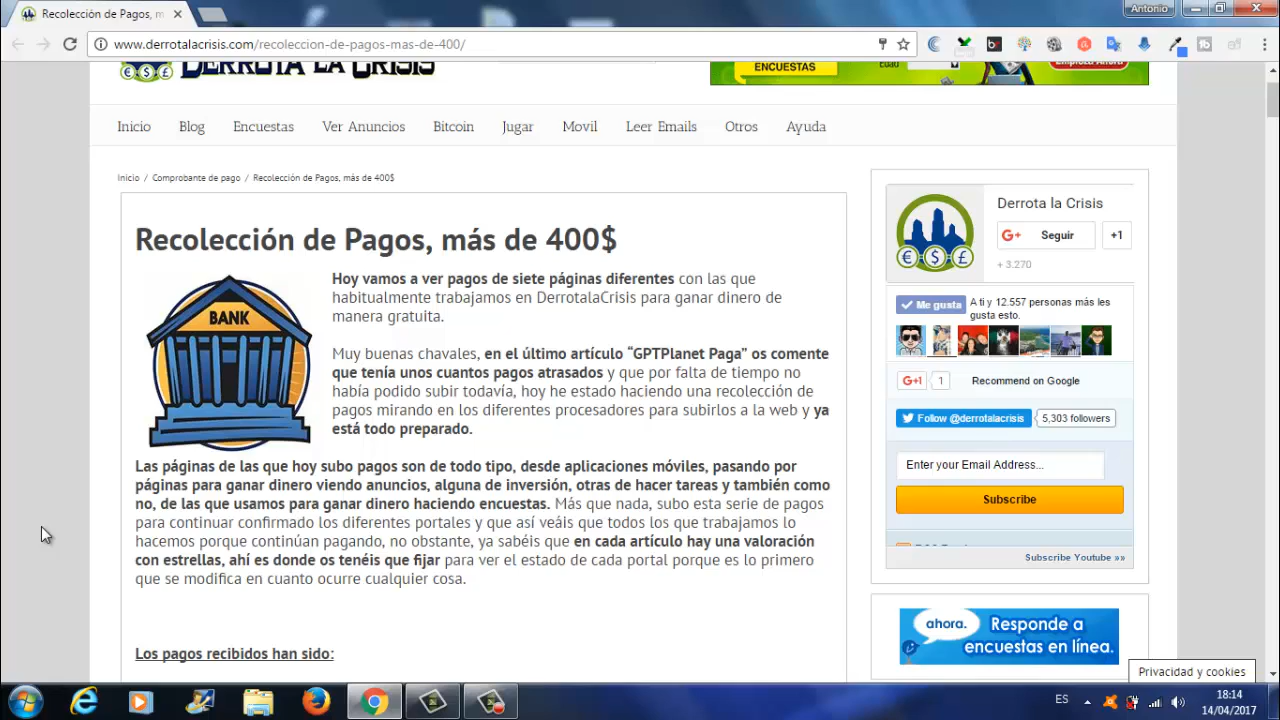 Recolección de Pagos, m
Antonio
www.derrotalacrisis.com/recoleccion-de-pagos-mas-de-400/
DERROTA LA CRISIS
ENCUESTAS
Inicio
Blog
Encuestas
Ver Anuncios
Bitcoin
Jugar
Movil
Leer Emails
Otros
Ayuda
Inicio / Comprobante de pago / Recolección de Pagos, más de 400$
Recolección de Pagos, más de 400$
BANK
Hoy vamos a ver pagos de siete páginas diferentes con las que
habitualmente trabajamos en DerrotalaCrisis para ganar dinero de
manera gratuita.
Muy buenas chavales, en el último artículo “GPTPlanet Paga” os comente
que tenía unos cuantos pagos atrasados y que por falta de tiempo no
había podido subir todavía, hoy he estado haciendo una recolección de
pagos mirando en los diferentes procesadores para subirlos a la web y ya
está todo preparado.
Las páginas de las que hoy subo pagos son de todo tipo, desde aplicaciones móviles, pasando por
páginas para ganar dinero viendo anuncios, alguna de inversión, otras de hacer tareas y también como
no, de las que usamos para ganar dinero haciendo encuestas. Más que nada, subo esta serie de pagos
para continuar confirmado los diferentes portales y que así veáis que todos los que trabajamos lo
hacemos porque continúan pagando, no obstante, ya sabéis que en cada artículo hay una valoración
con estrellas, ahí es donde os tenéis que fijar para ver el estado de cada portal porque es lo primero
que se modifica en cuanto ocurre cualquier cosa.
Los pagos recibidos han sido:
Derrota la Crisis
€ $ £
G+ Seguir
+1
+ 3.270
Me gusta
A ti y 12.557 personas más les
gusta esto.
G+1
1
Recommend on Google
Follow @derrotalacrisis
5,303 followers
Enter your Email Address...
Subscribe
Subscribe Youtube »»
ahora.
Responde a
encuestas en línea.
Privacidad y cookies
ES
18:14
14/04/2017